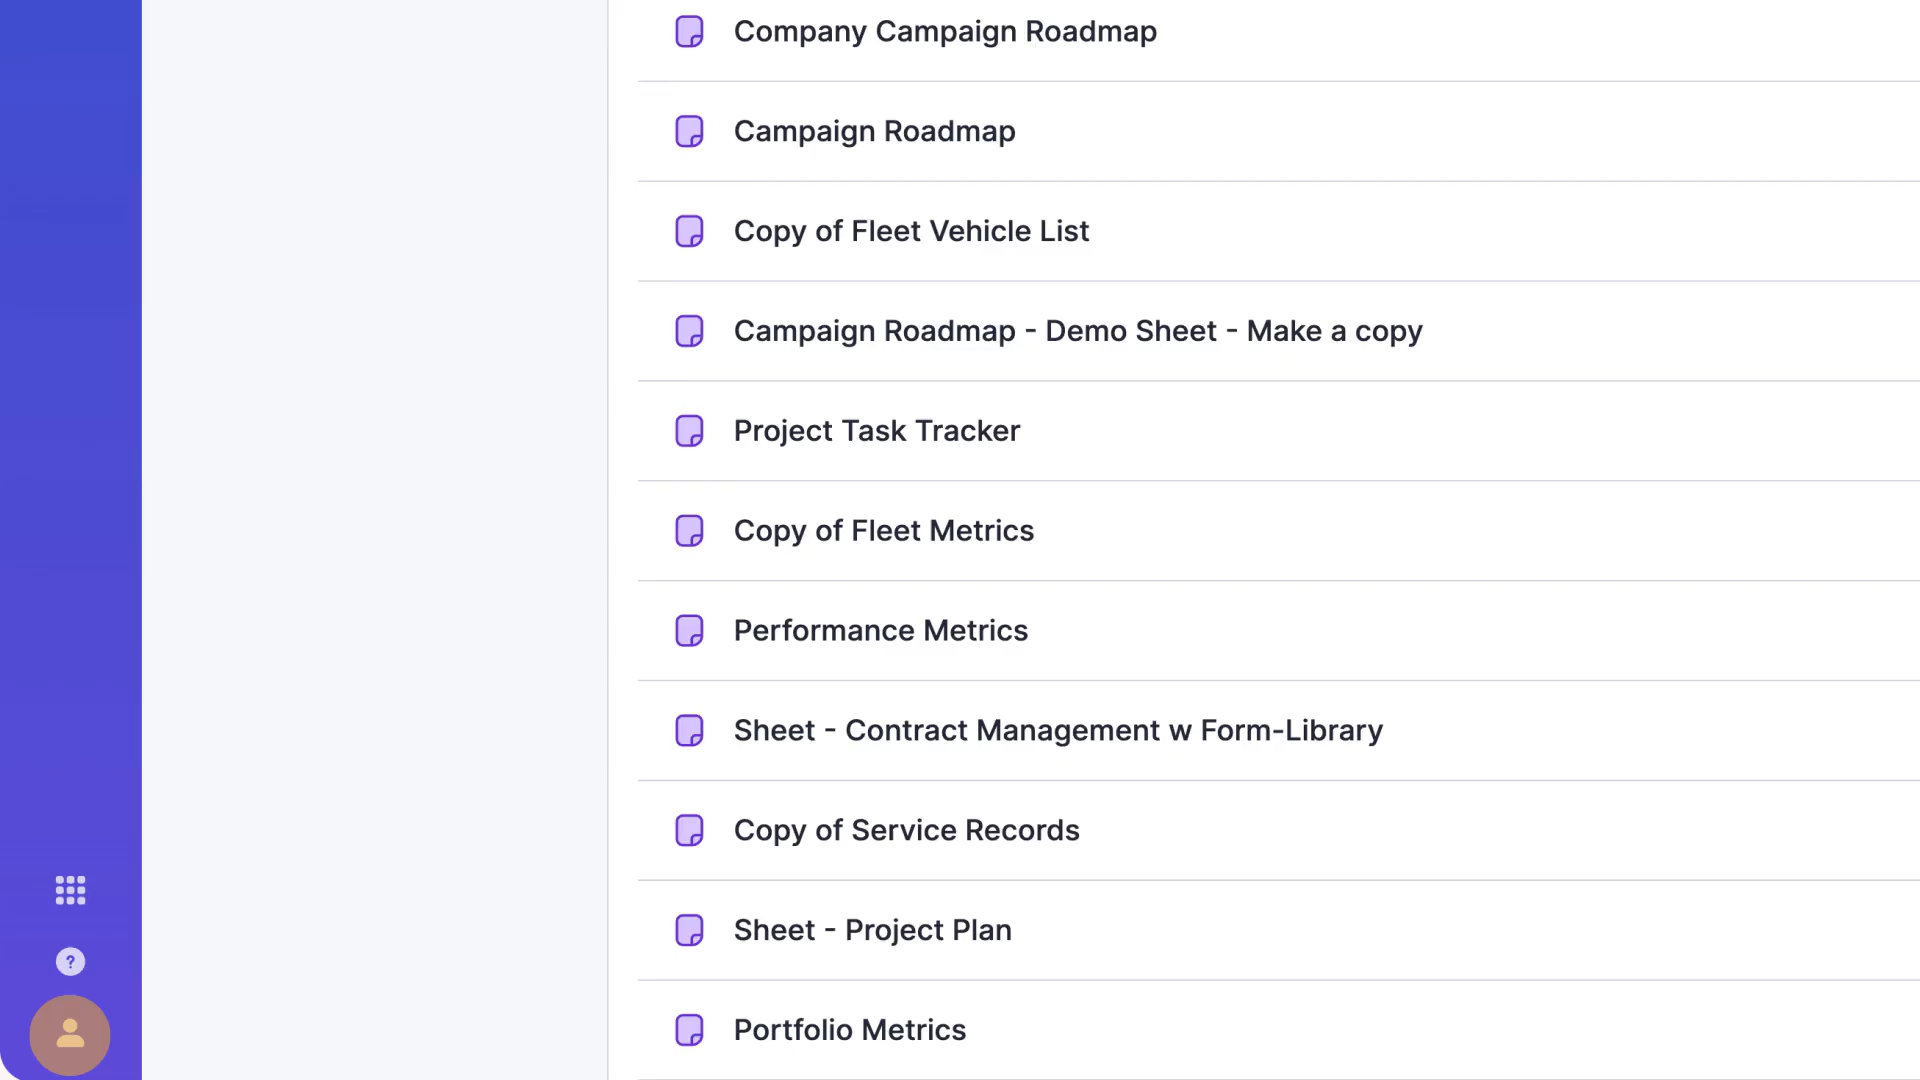 Company Campaign Roadmap
Campaign Roadmap
Copy of Fleet Vehicle List
Campaign Roadmap - Demo Sheet - Make a copy
Project Task Tracker
Copy of Fleet Metrics
Performance Metrics
Sheet - Contract Management w Form-Library
Copy of Service Records
Sheet - Project Plan
?
Portfolio Metrics